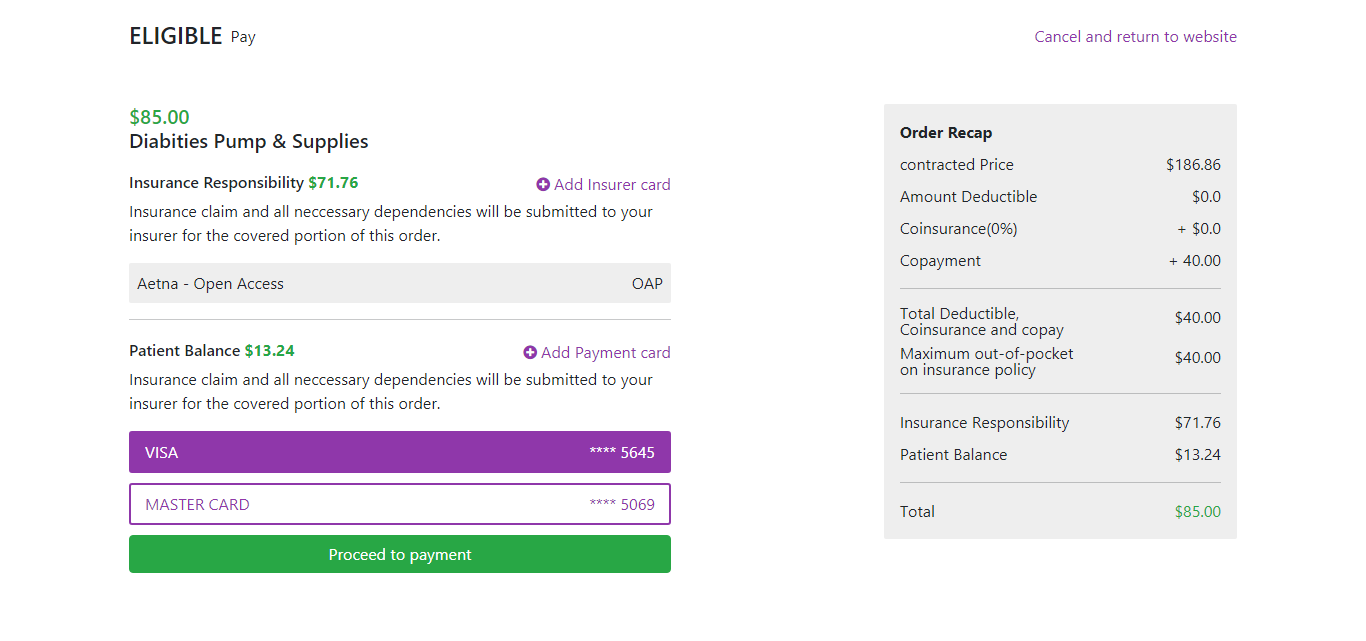 ELIGIBLE Pay
Cancel and return to website
$85.00
Diabities Pump & Supplies
Insurance Responsibility $71.76
Add Insurer card
Insurance claim and all neccessary dependencies will be submitted to your
insurer for the covered portion of this order.
Aetna - Open Access OAP
Patient Balance $13.24
Add Payment card
Insurance claim and all neccessary dependencies will be submitted to your
insurer for the covered portion of this order.
VISA **** 5645
MASTER CARD **** 5069
Proceed to payment
Order Recap
contracted Price $186.86
Amount Deductible $0.0
Coinsurance(0%) + $0.0
Copayment + 40.00
Total Deductible,
Coinsurance and copay $40.00
Maximum out-of-pocket
on insurance policy $40.00
Insurance Responsibility $71.76
Patient Balance $13.24
Total $85.00